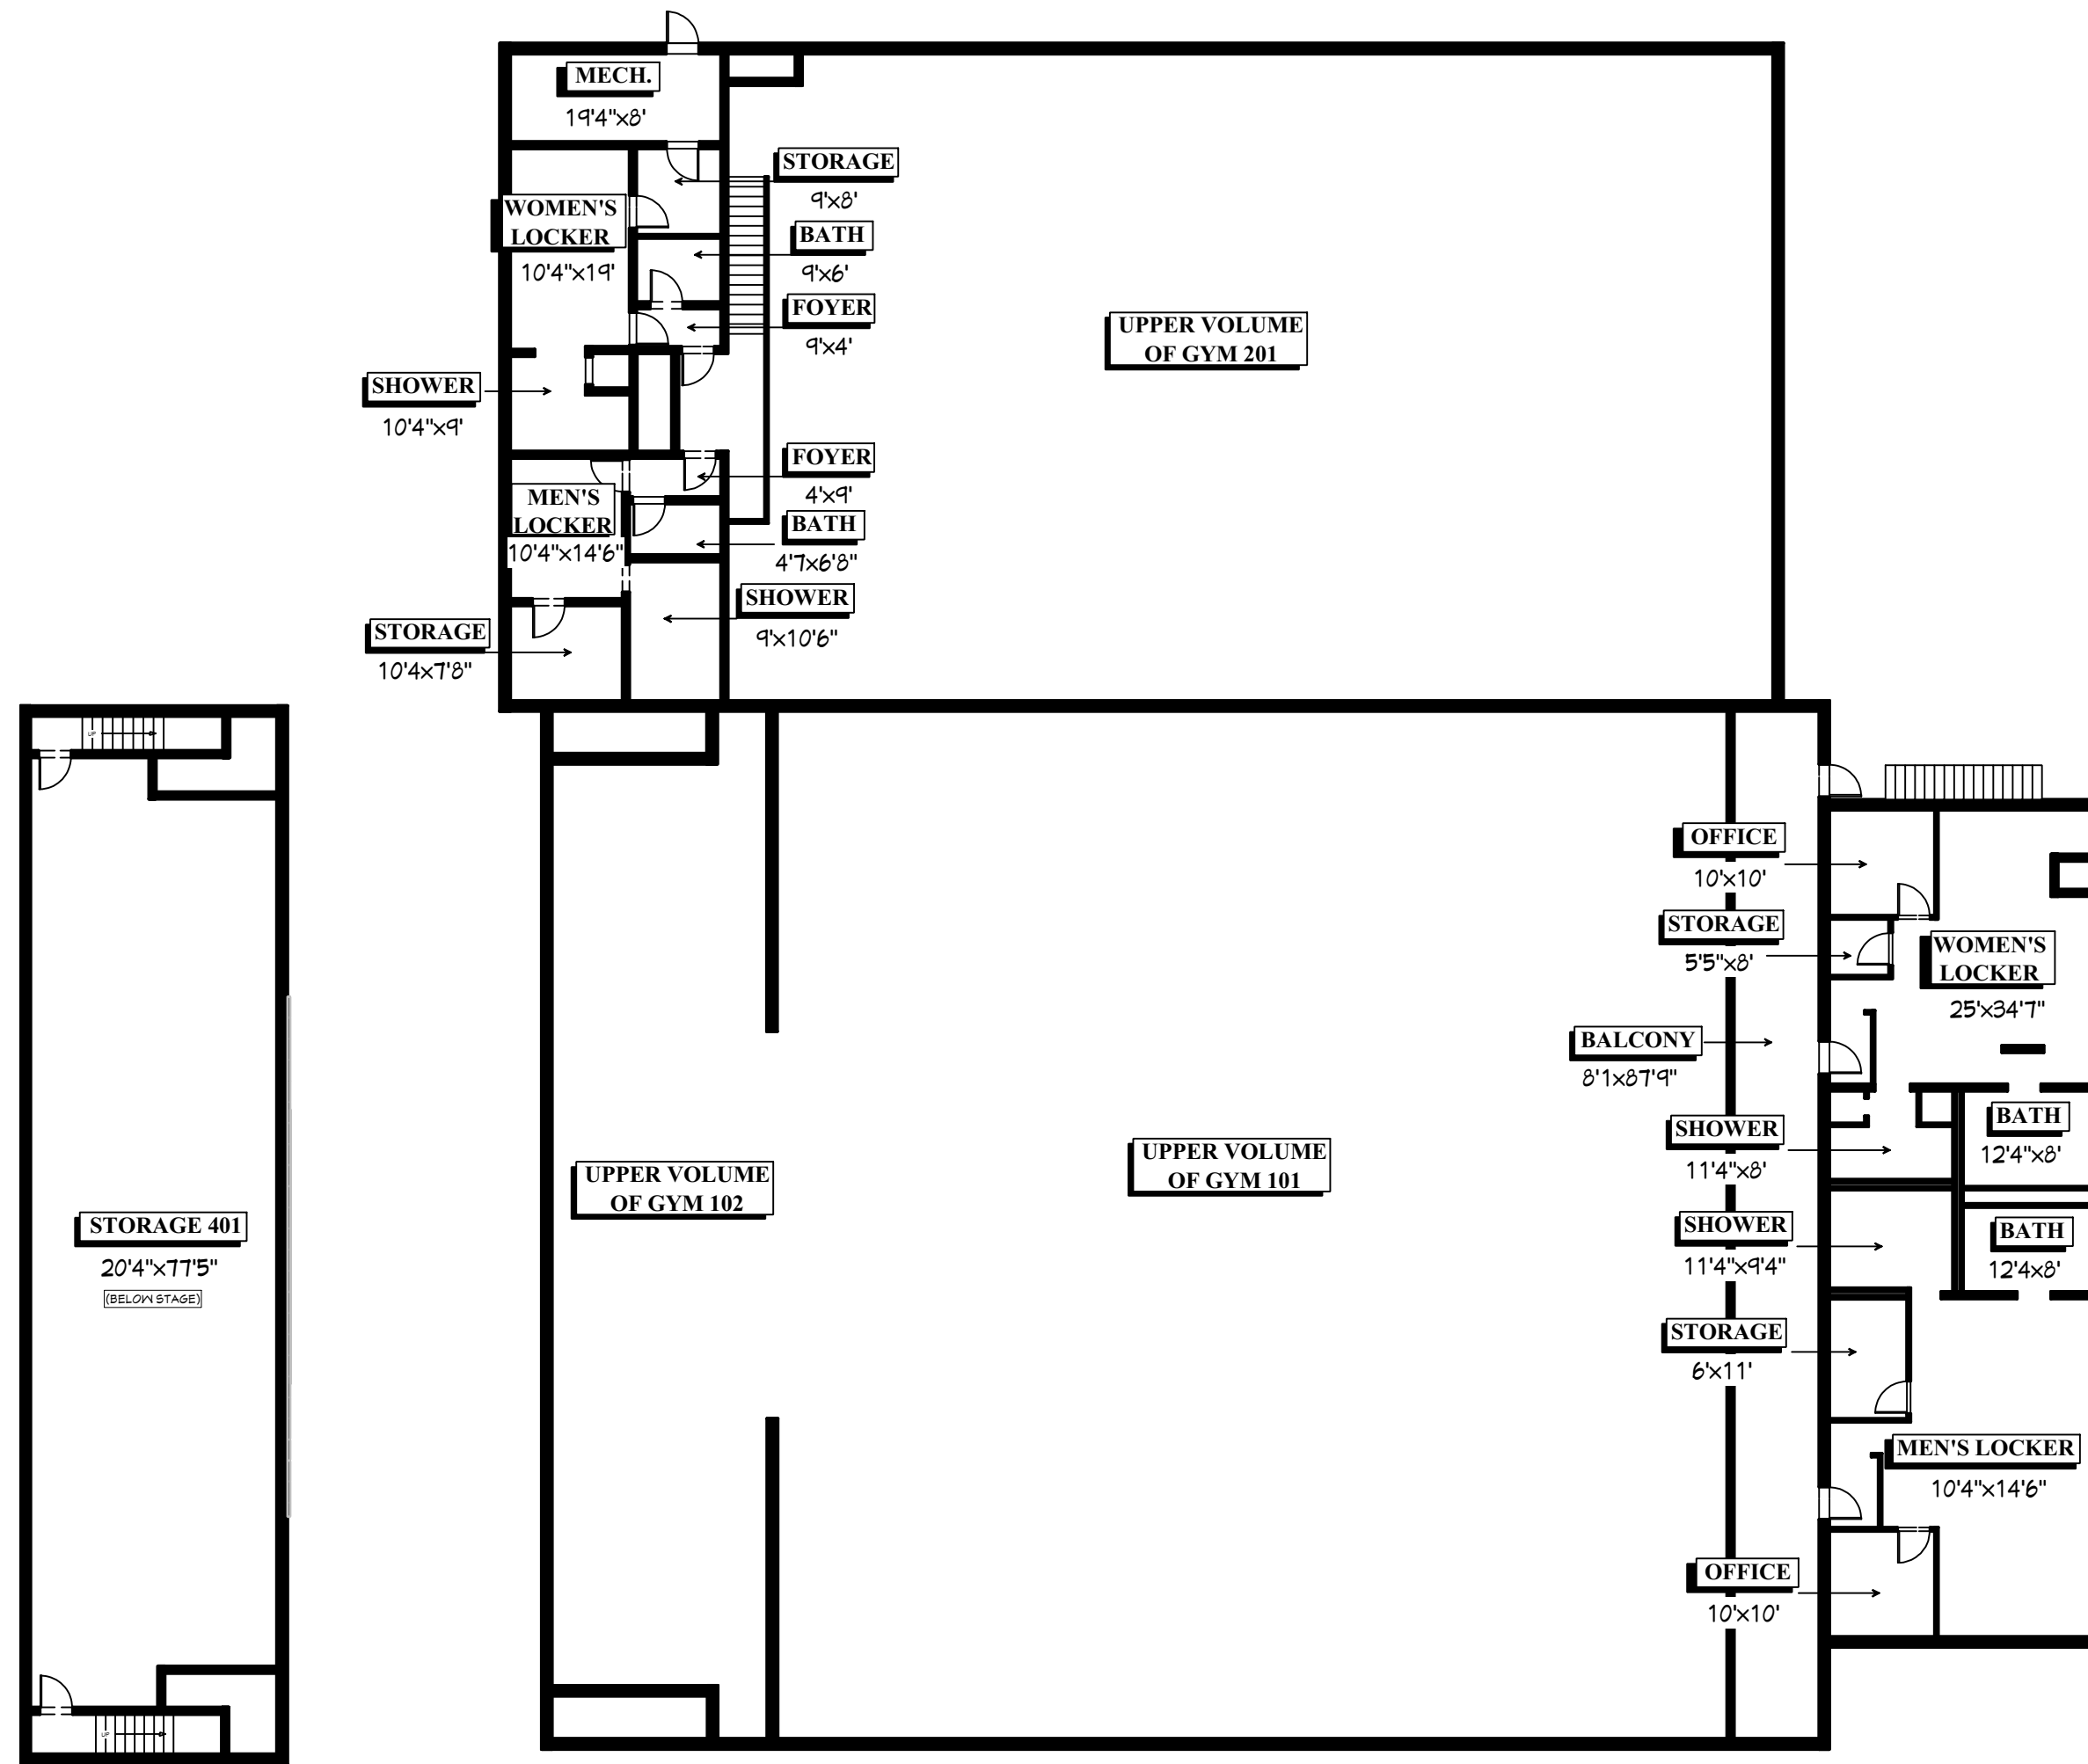 MECH.
19'4"x8'
STORAGE
9'x8'
WOMEN'S
LOCKER
10'4"x19'
BATH
9'x6'
FOYER
9'x4'
UPPER VOLUME
OF GYM 201
SHOWER
10'4"x9'
FOYER
4'x9'
MEN'S
LOCKER
10'4"x14'6"
BATH
4'7x6'8"
SHOWER
9'x10'6"
STORAGE
10'4x7'8"
UP
OFFICE
10'x10'
STORAGE
5'5"x8'
WOMEN'S
LOCKER
25'x34'7"
BALCONY
8'1x87'9"
SHOWER
11'4"x8'
BATH
12'4"x8'
UPPER VOLUME
OF GYM 102
UPPER VOLUME
OF GYM 101
STORAGE 401
20'4"x77'5"
(BELOW STAGE)
SHOWER
11'4"x9'4"
BATH
12'4x8'
STORAGE
6'x11'
MEN'S LOCKER
10'4"x14'6"
OFFICE
10'x10'
UP